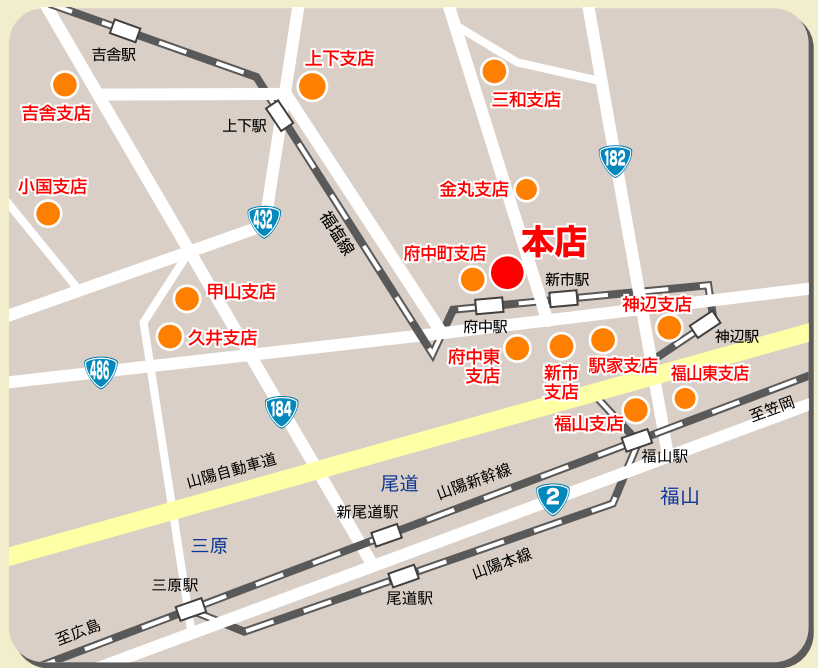 吉舎駅
上下支店
吉舎支店
三和支店
上下駅
182
小国支店
金丸支店
432
福塩線
本店
府中町支店
新市駅
甲山支店
神辺支店
府中駅
久井支店
神辺駅
府中東
支店
新市
支店
駅家支店
486
福山東支店
184
福山支店
至笠岡
福山駅
山陽自動車道
尾道
山陽新幹線
2
福山
新尾道駅
三原
山陽本線
三原駅
尾道駅
至広島